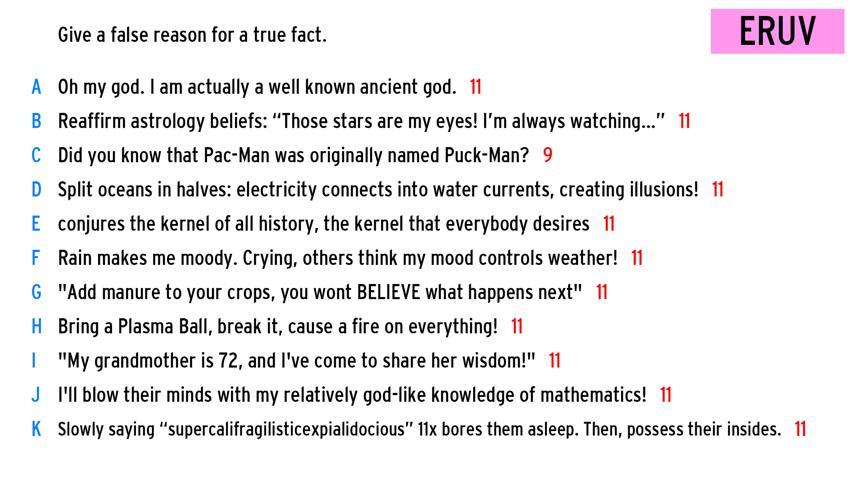 Give a false reason for a true fact.
ERUV
A Oh my god. I am actually a well known ancient god. 11
B Reaffirm astrology beliefs: “Those stars are my eyes! I’m always watching...” 11
C Did you know that Pac-Man was originally named Puck-Man? 9
D Split oceans in halves: electricity connects into water currents, creating illusions! 11
E conjures the kernel of all history, the kernel that everybody desires 11
F Rain makes me moody. Crying, others think my mood controls weather! 11
G "Add manure to your crops, you wont BELIEVE what happens next" 11
H Bring a Plasma Ball, break it, cause a fire on everything! 11
I "My grandmother is 72, and I've come to share her wisdom!" 11
J I'll blow their minds with my relatively god-like knowledge of mathematics! 11
K Slowly saying “supercalifragilisticexpialidocious” 11x bores them asleep. Then, possess their insides. 11